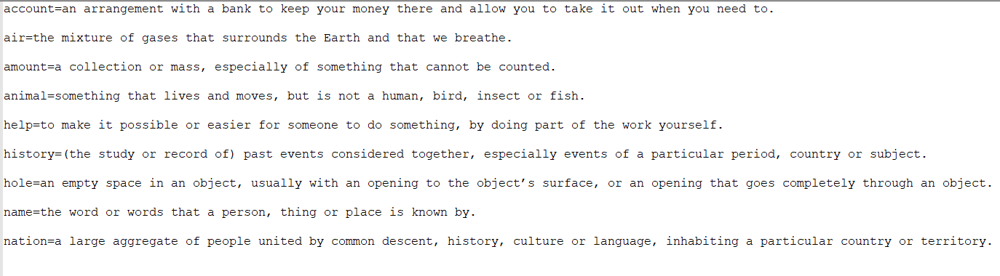 account=an arrangement with a bank to keep your money there and allow you to take it out when you need to.
air=the mixture of gases that surrounds the Earth and that we breathe.
amount=a collection or mass, especially of something that cannot be counted.
animal=something that lives and moves, but is not a human, bird, insect or fish.
help=to make it possible or easier for someone to do something, by doing part of the work yourself.
history=(the study or record of) past events considered together, especially events of a particular period, country or subject.
hole=an empty space in an object, usually with an opening to the object’s surface, or an opening that goes completely through an object.
name=the word or words that a person, thing or place is known by.
nation=a large aggregate of people united by common descent, history, culture or language, inhabiting a particular country or territory.